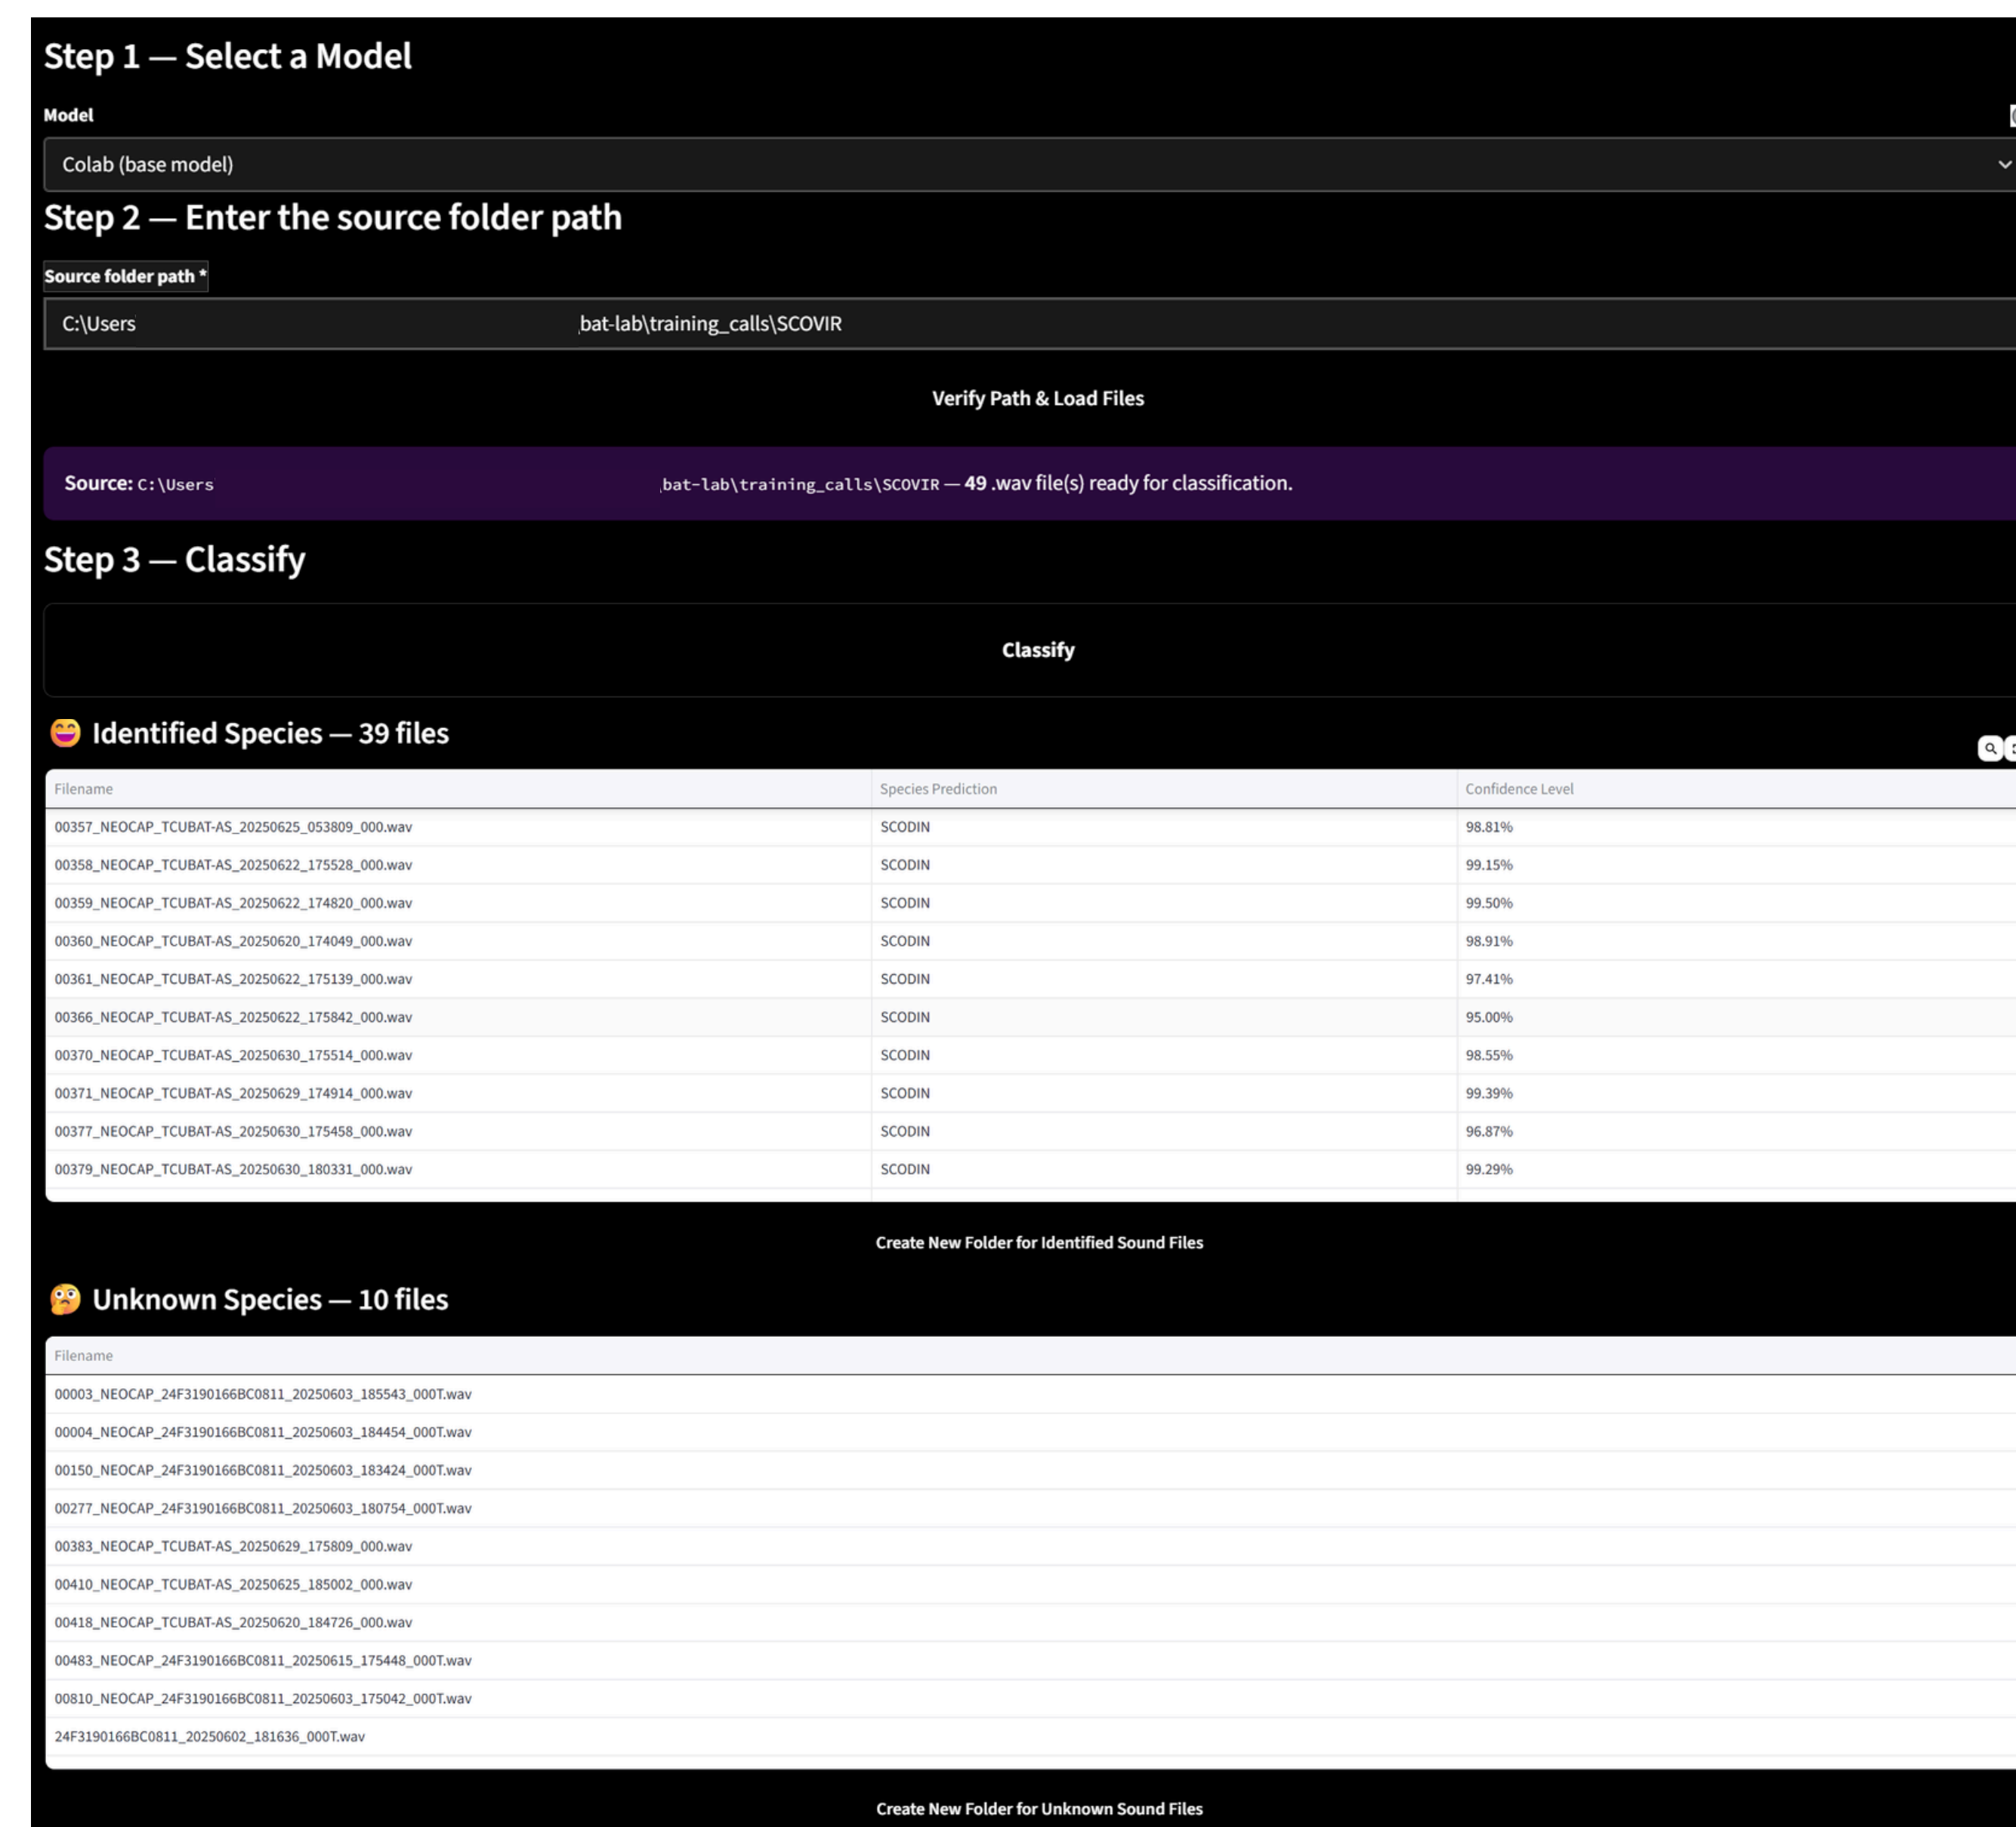 Step 1 — Select a Model
Model
Colab (base model)
Step 2 — Enter the source folder path
Source folder path *
C:\Users bat-lab\training_calls\SCOVIR
Verify Path & Load Files
Source: C:\Users bat-lab\training_calls\SCOVIR — 49 .wav file(s) ready for classification.
Step 3 — Classify
Classify
Identified Species — 39 files
Filename Species Prediction Confidence Level
00357_NEOCAP_TCUBAT-AS_20250625_053809_000.wav SCODIN 98.81%
00358_NEOCAP_TCUBAT-AS_20250622_175528_000.wav SCODIN 99.15%
00359_NEOCAP_TCUBAT-AS_20250622_174820_000.wav SCODIN 99.50%
00360_NEOCAP_TCUBAT-AS_20250620_174049_000.wav SCODIN 98.91%
00361_NEOCAP_TCUBAT-AS_20250622_175139_000.wav SCODIN 97.41%
00366_NEOCAP_TCUBAT-AS_20250622_175842_000.wav SCODIN 95.00%
00370_NEOCAP_TCUBAT-AS_20250630_175514_000.wav SCODIN 98.55%
00371_NEOCAP_TCUBAT-AS_20250629_174914_000.wav SCODIN 99.39%
00377_NEOCAP_TCUBAT-AS_20250630_175458_000.wav SCODIN 96.87%
00379_NEOCAP_TCUBAT-AS_20250630_180331_000.wav SCODIN 99.29%
Create New Folder for Identified Sound Files
Unknown Species — 10 files
Filename
00003_NEOCAP_24F3190166BC0811_20250603_185543_000T.wav
00004_NEOCAP_24F3190166BC0811_20250603_184454_000T.wav
00150_NEOCAP_24F3190166BC0811_20250603_183424_000T.wav
00277_NEOCAP_24F3190166BC0811_20250603_180754_000T.wav
00383_NEOCAP_TCUBAT-AS_20250629_175809_000.wav
00410_NEOCAP_TCUBAT-AS_20250625_185002_000.wav
00418_NEOCAP_TCUBAT-AS_20250620_184726_000.wav
00483_NEOCAP_24F3190166BC0811_20250615_175448_000T.wav
00810_NEOCAP_24F3190166BC0811_20250603_175042_000T.wav
24F3190166BC0811_20250602_181636_000T.wav
Create New Folder for Unknown Sound Files